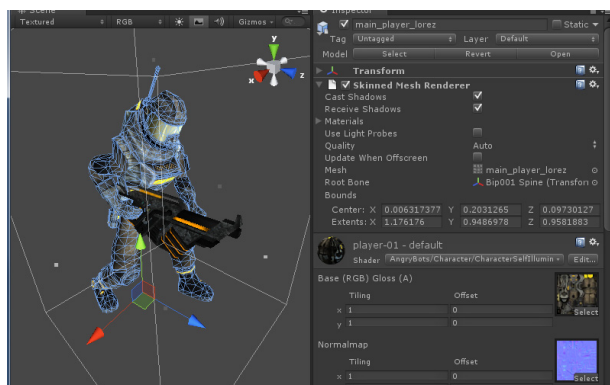 Scene
Textured RGB Gizmos
y
x
z
Inspector
main_player_lorez Static
Tag Untagged Layer Default
Model Select Revert Open
Transform
Skinned Mesh Renderer
Cast Shadows
Receive Shadows
Materials
Use Light Probes
Quality Auto
Update When Offscreen
Mesh main_player_lorez
Root Bone Bip001 Spine (Transform
Bounds
Center: X 0.006317377 Y 0.2031265 Z 0.09730127
Extents: X 1.176176 Y 0.9486978 Z 0.9581883
player-01 - default
Shader AngryBots/Character/CharacterSelfIllumin Edit...
Base (RGB) Gloss (A)
Tiling Offset
x 1 0
y 1 0
Select
Normalmap
Tiling Offset
x 1 0
Select